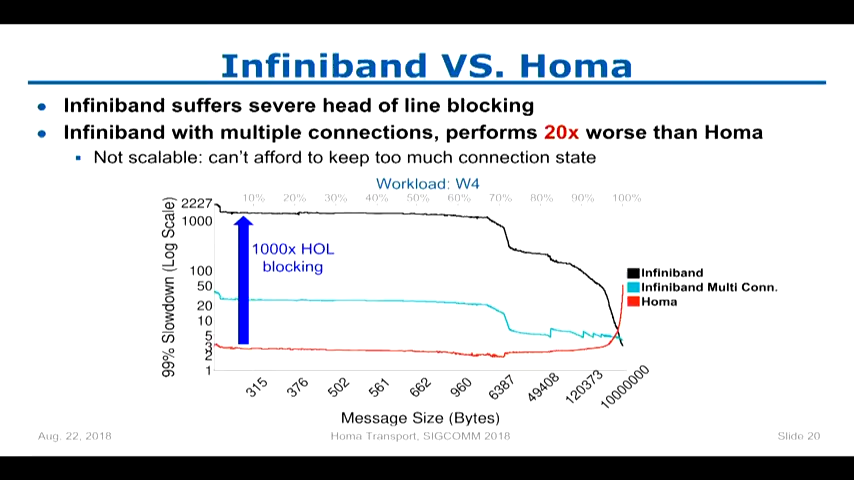 Infiniband VS. Homa
• Infiniband suffers severe head of line blocking
• Infiniband with multiple connections, performs 20x worse than Homa
▪ Not scalable: can't afford to keep too much connection state
Workload: W4
10% 20% 30% 40% 50% 60% 70% 80% 90% 100%
99% Slowdown (Log Scale)
2227
1000
100
50
20
10
5
3
2
1
1000x HOL
blocking
Infiniband
Infiniband Multi Conn.
Homa
315 376 502 561 662 960 6387 49408 120373 10000000
Message Size (Bytes)
Aug. 22, 2018 Homa Transport, SIGCOMM 2018 Slide 20